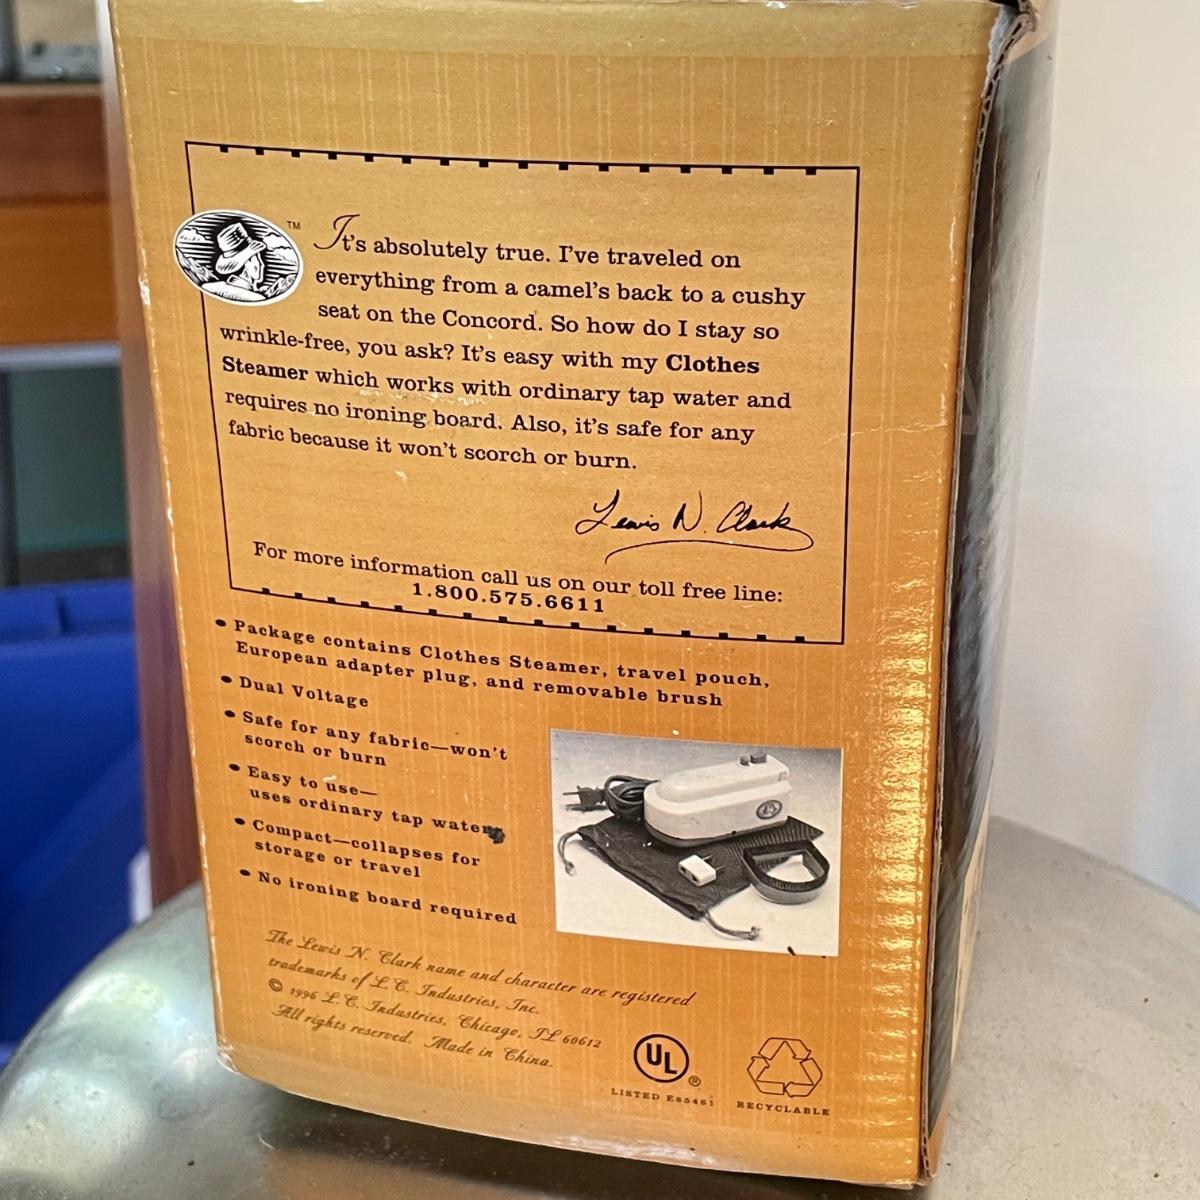 TM
It's absolutely true. I've traveled on
everything from a camel's back to a cushy
seat on the Concord. So how do I stay so
wrinkle-free, you ask? It's easy with my Clothes
Steamer which works with ordinary tap water and
requires no ironing board. Also, it's safe for any
fabric because it won't scorch or burn.
Lewis N. Clark
For more information call us on our toll free line:
1.800.575.6611
• Package contains Clothes Steamer, travel pouch,
European adapter plug, and removable brush
• Dual Voltage
• Safe for any fabric—won't
scorch or burn
• Easy to use—
uses ordinary tap water
• Compact—collapses for
storage or travel
• No ironing board required
The Lewis N. Clark name and character are registered
trademarks of L.C. Industries, Inc.
© 1996 L.C. Industries, Chicago, IL 60612
All rights reserved. Made in China.
UL ®
LISTED E85461
RECYCLABLE